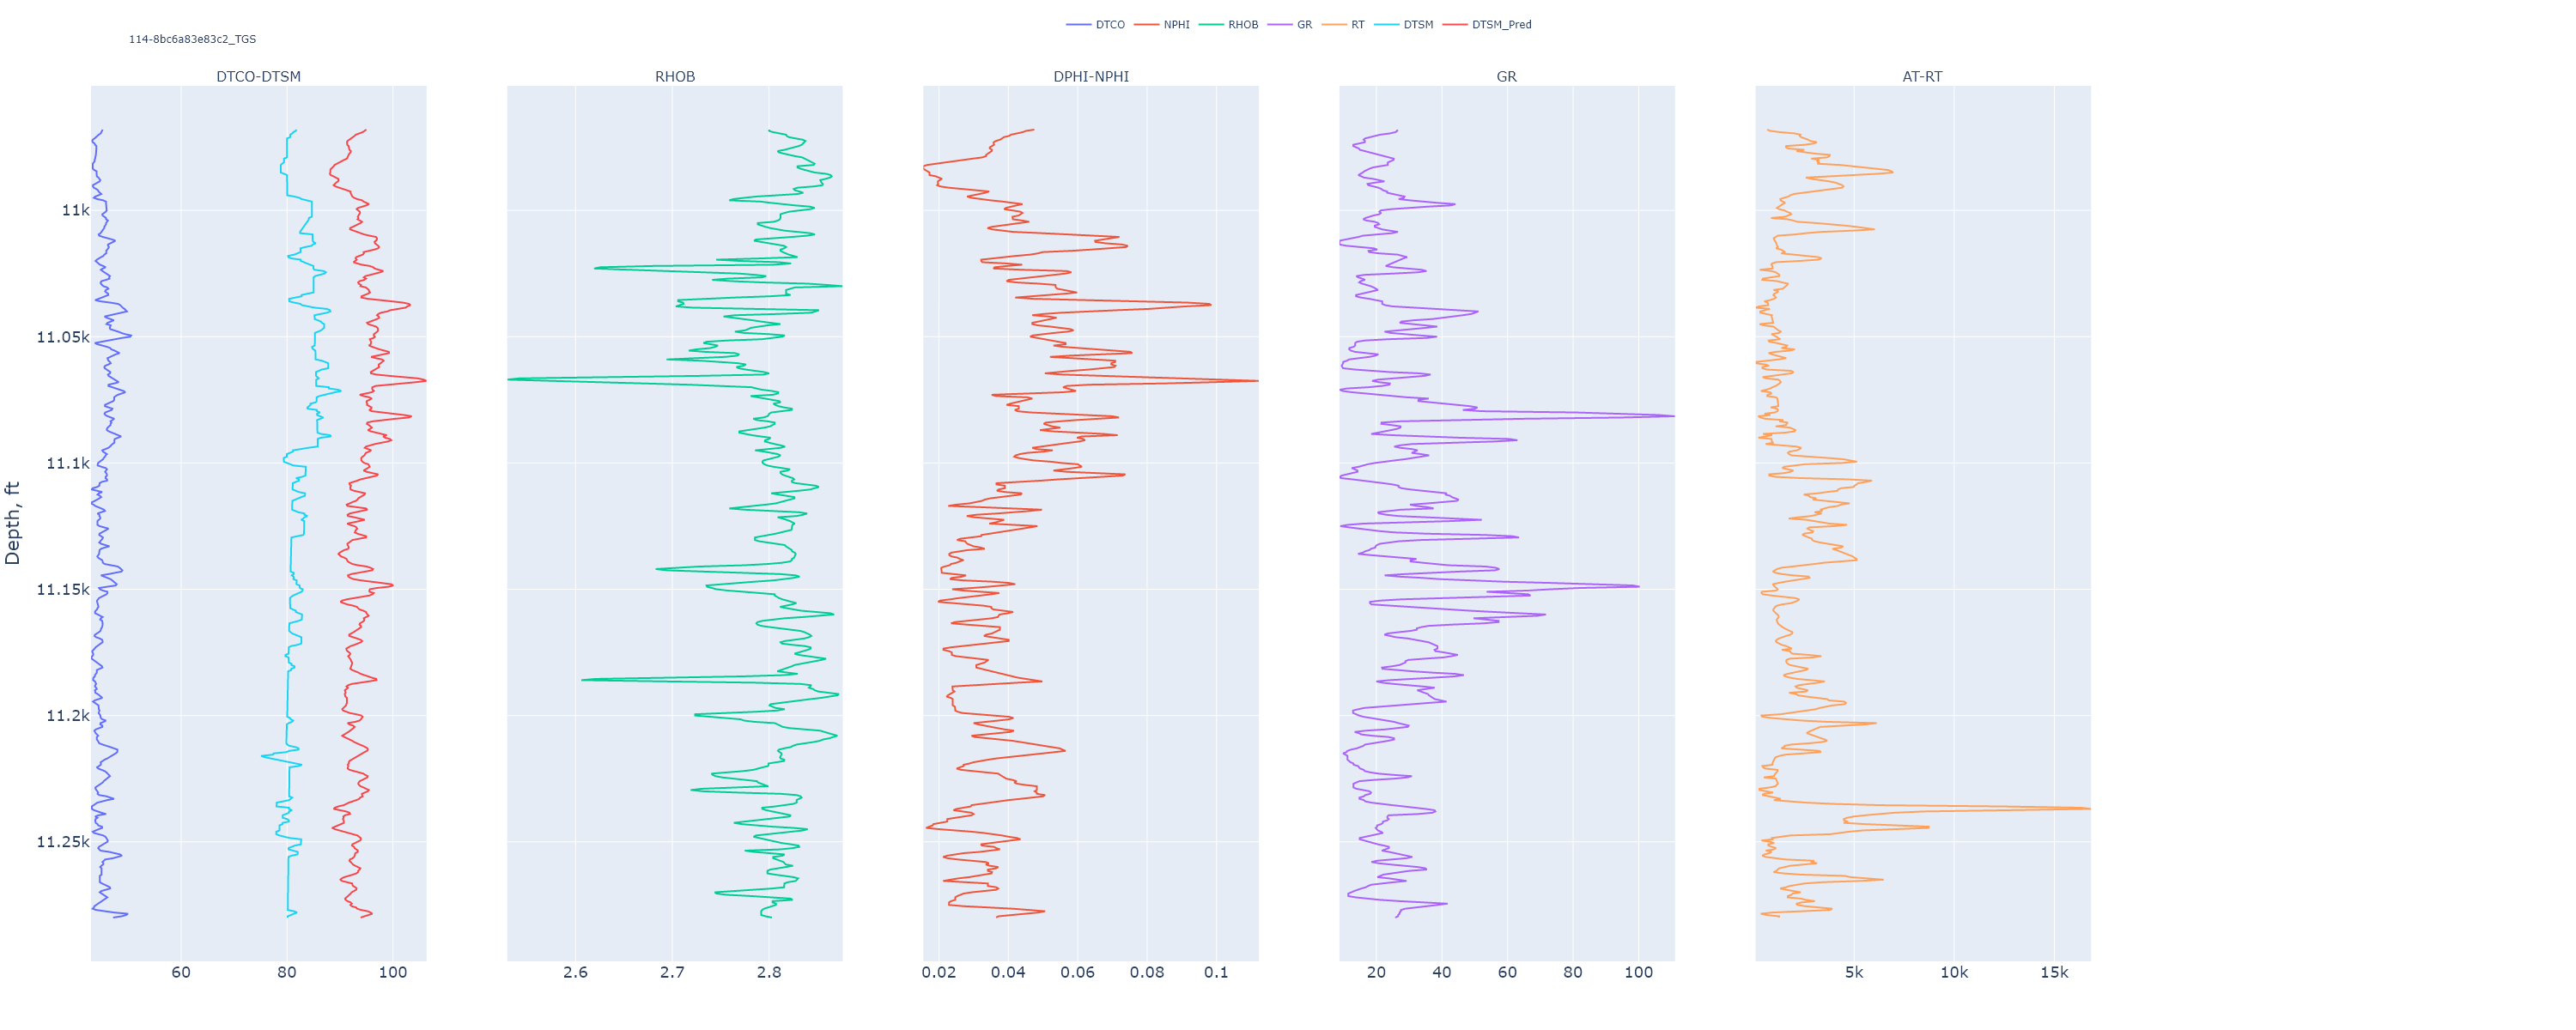 DTCO NPHI RHOB GR RT DTSM DTSM_Pred
114-8bc6a83e83c2_TGS
DTCO-DTSM RHOB DPHI-NPHI GR AT-RT
Depth, ft
11k
11.05k
11.1k
11.15k
11.2k
11.25k
60 80 100 2.6 2.7 2.8 0.02 0.04 0.06 0.08 0.1 20 40 60 80 100 5k 10k 15k